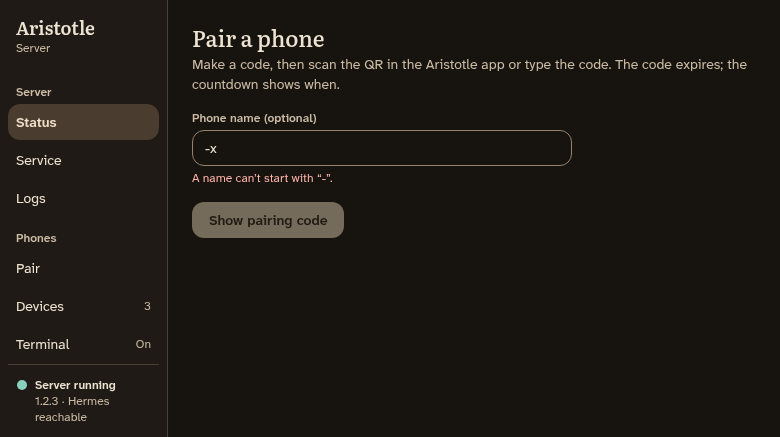 Aristotle
Server
Server
Status
Service
Logs
Phones
Pair
Devices 3
Terminal On
Server running
1.2.3 · Hermes
reachable
Pair a phone
Make a code, then scan the QR in the Aristotle app or type the code. The code expires; the
countdown shows when.
Phone name (optional)
-x
A name can’t start with “-”.
Show pairing code